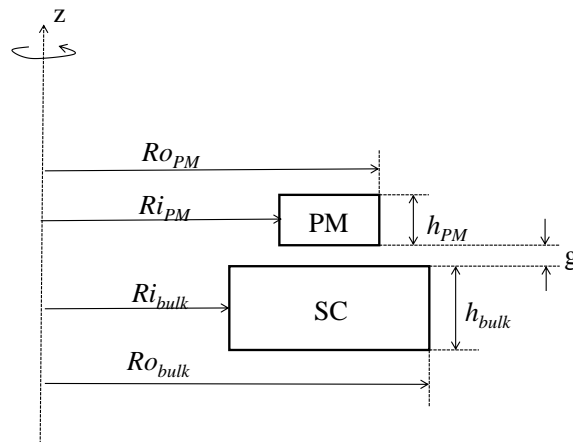 z
Ro_PM
Ri_PM
PM
h_PM
g
Ri_bulk
SC
h_bulk
Ro_bulk